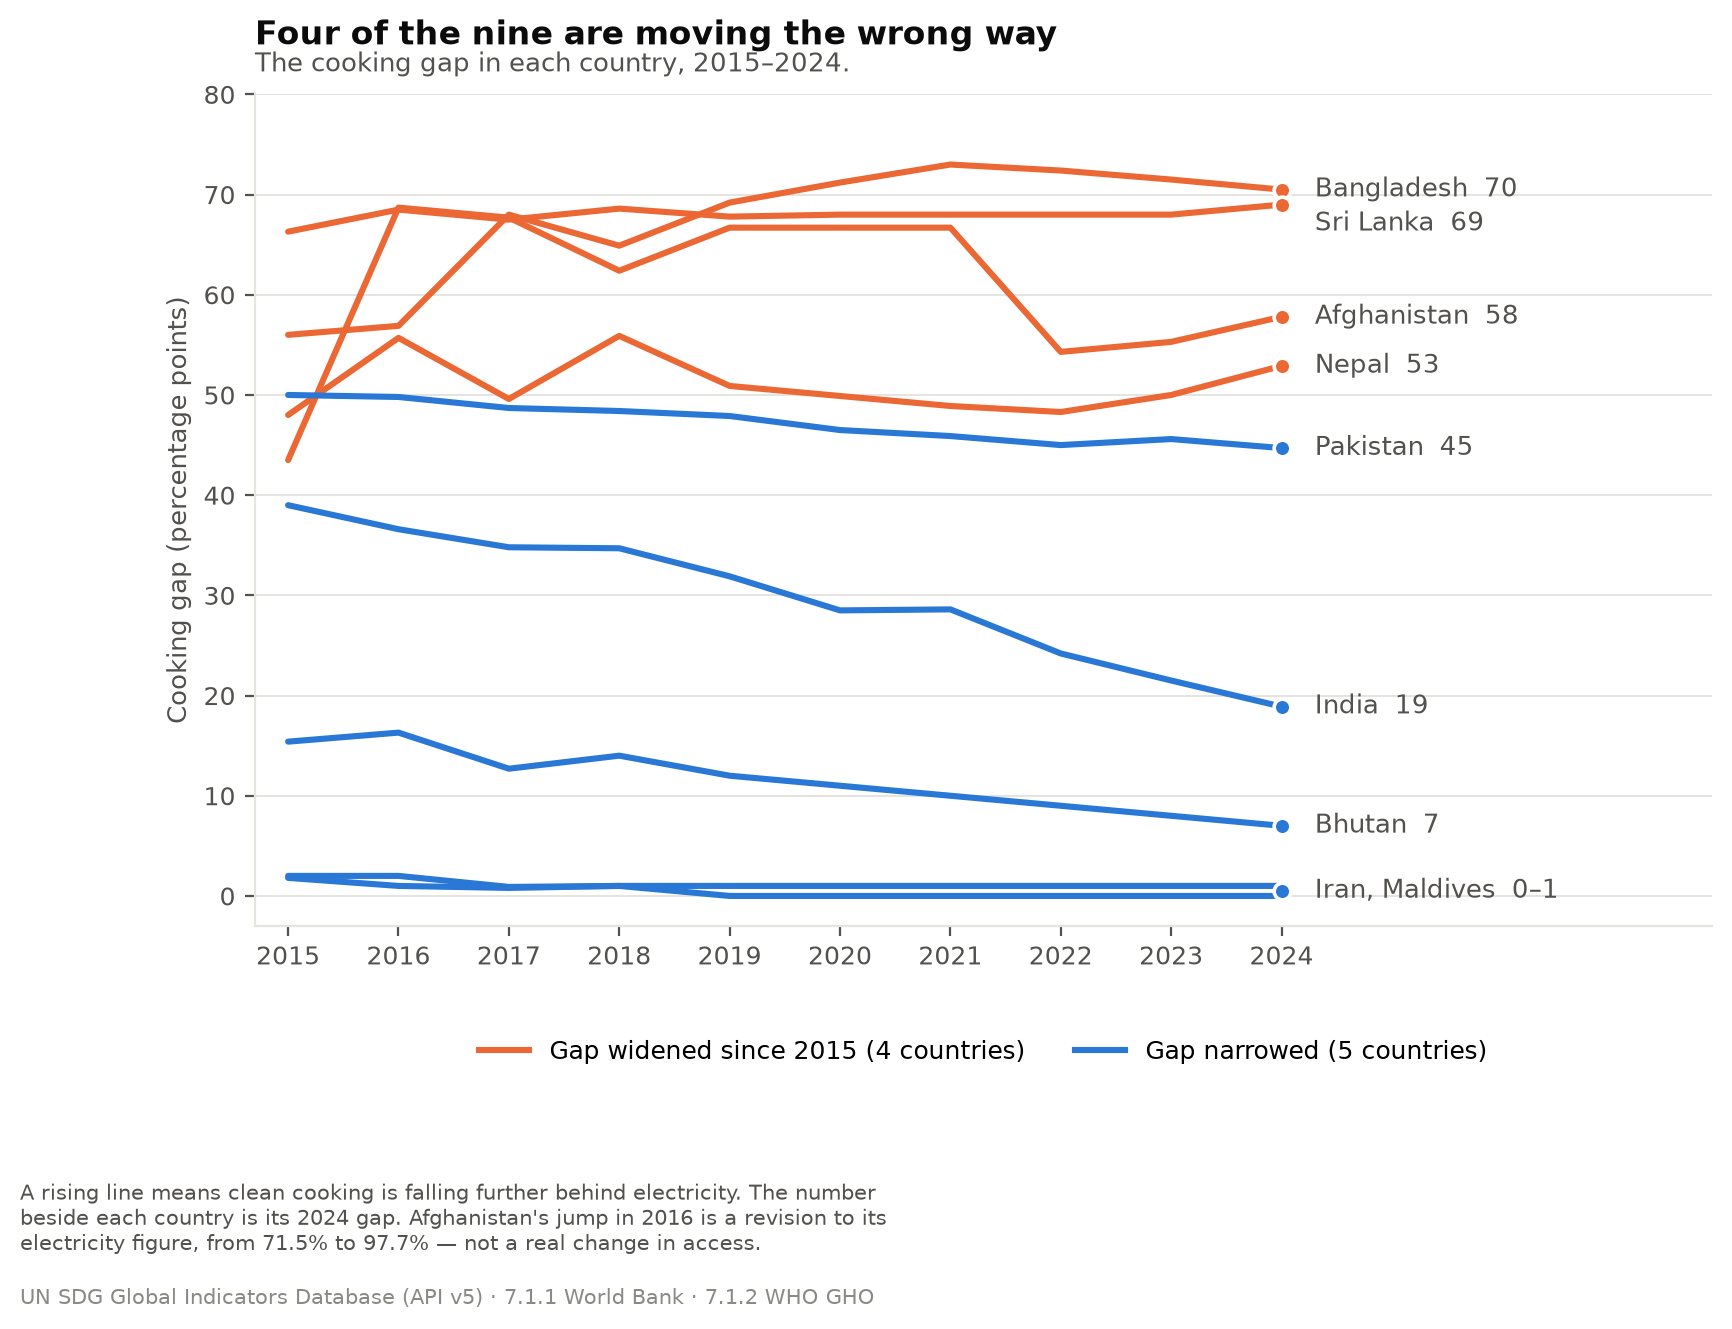 Four of the nine are moving the wrong way
The cooking gap in each country, 2015–2024.
Cooking gap (percentage points)
80
70
60
50
40
30
20
10
0
Bangladesh 70
Sri Lanka 69
Afghanistan 58
Nepal 53
Pakistan 45
India 19
Bhutan 7
Iran, Maldives 0–1
2015 2016 2017 2018 2019 2020 2021 2022 2023 2024
Gap widened since 2015 (4 countries) Gap narrowed (5 countries)
A rising line means clean cooking is falling further behind electricity. The number
beside each country is its 2024 gap. Afghanistan's jump in 2016 is a revision to its
electricity figure, from 71.5% to 97.7% — not a real change in access.
UN SDG Global Indicators Database (API v5) · 7.1.1 World Bank · 7.1.2 WHO GHO